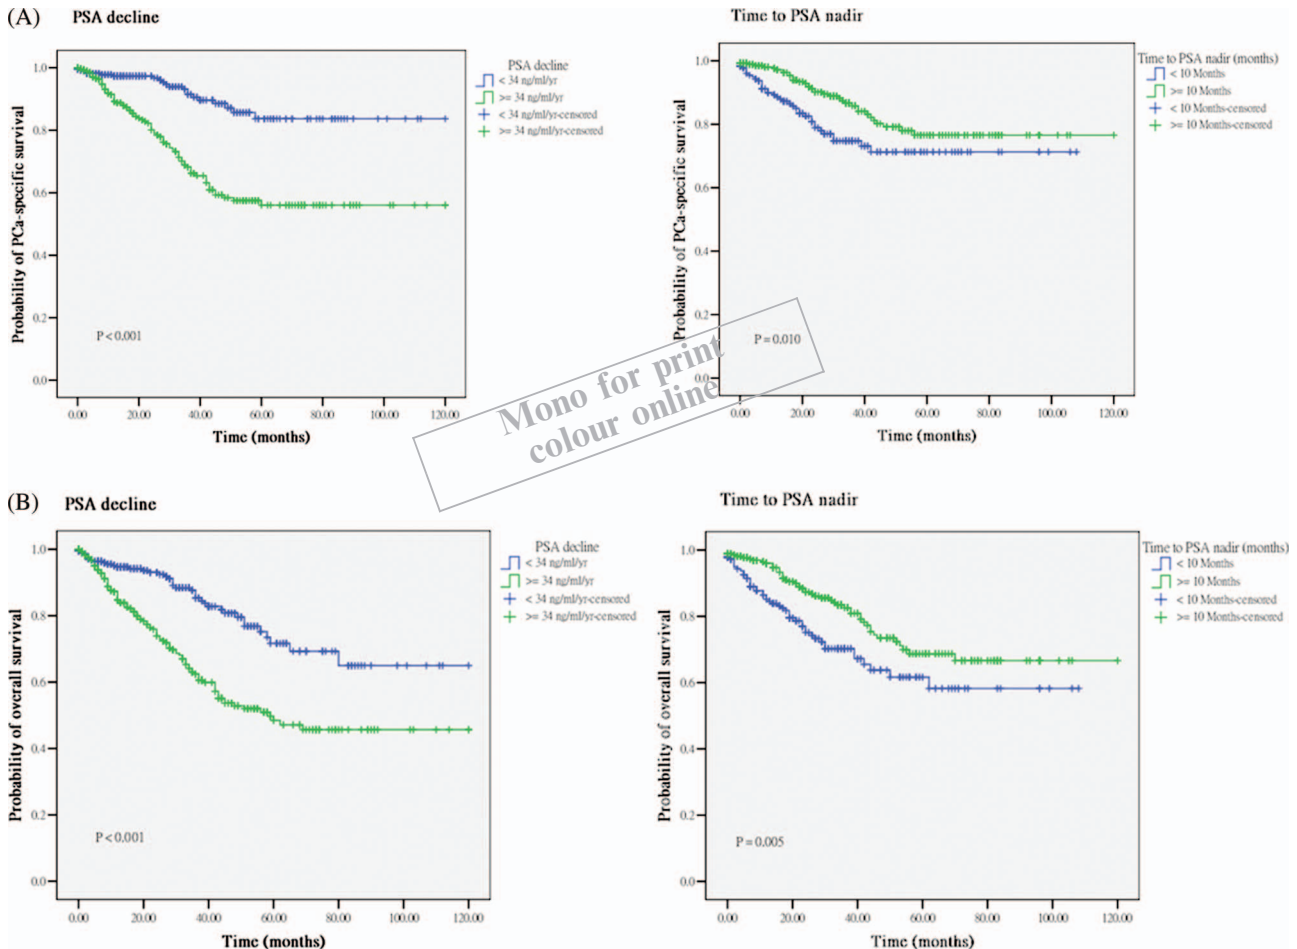 (A)
PSA decline
PSA decline
< 34 ng/ml/yr
>= 34 ng/ml/yr
< 34 ng/ml/yr-censored
>= 34 ng/ml/yr-censored
Probability of PCa-specific survival
1.0
0.8
0.6
0.4
0.2
0.0
P < 0.001
0.00 20.00 40.00 60.00 80.00 100.00 120.00
Time (months)
Time to PSA nadir
Time to PSA nadir (months)
< 10 Months
>= 10 Months
< 10 Months-censored
>= 10 Months-censored
Probability of PCa-specific survival
1.0
0.8
0.6
0.4
0.2
0.0
P = 0.010
0.00 20.00 40.00 60.00 80.00 100.00 120.00
Time (months)
Mono for print
colour online
(B)
PSA decline
PSA decline
< 34 ng/ml/yr
>= 34 ng/ml/yr
< 34 ng/ml/yr-censored
>= 34 ng/ml/yr-censored
Probability of overall survival
1.0
0.8
0.6
0.4
0.2
0.0
P < 0.001
0.00 20.00 40.00 60.00 80.00 100.00 120.00
Time (months)
Time to PSA nadir
Time to PSA nadir (months)
< 10 Months
>= 10 Months
< 10 Months-censored
>= 10 Months-censored
Probability of overall survival
1.0
0.8
0.6
0.4
0.2
0.0
P = 0.005
0.00 20.00 40.00 60.00 80.00 100.00 120.00
Time (months)